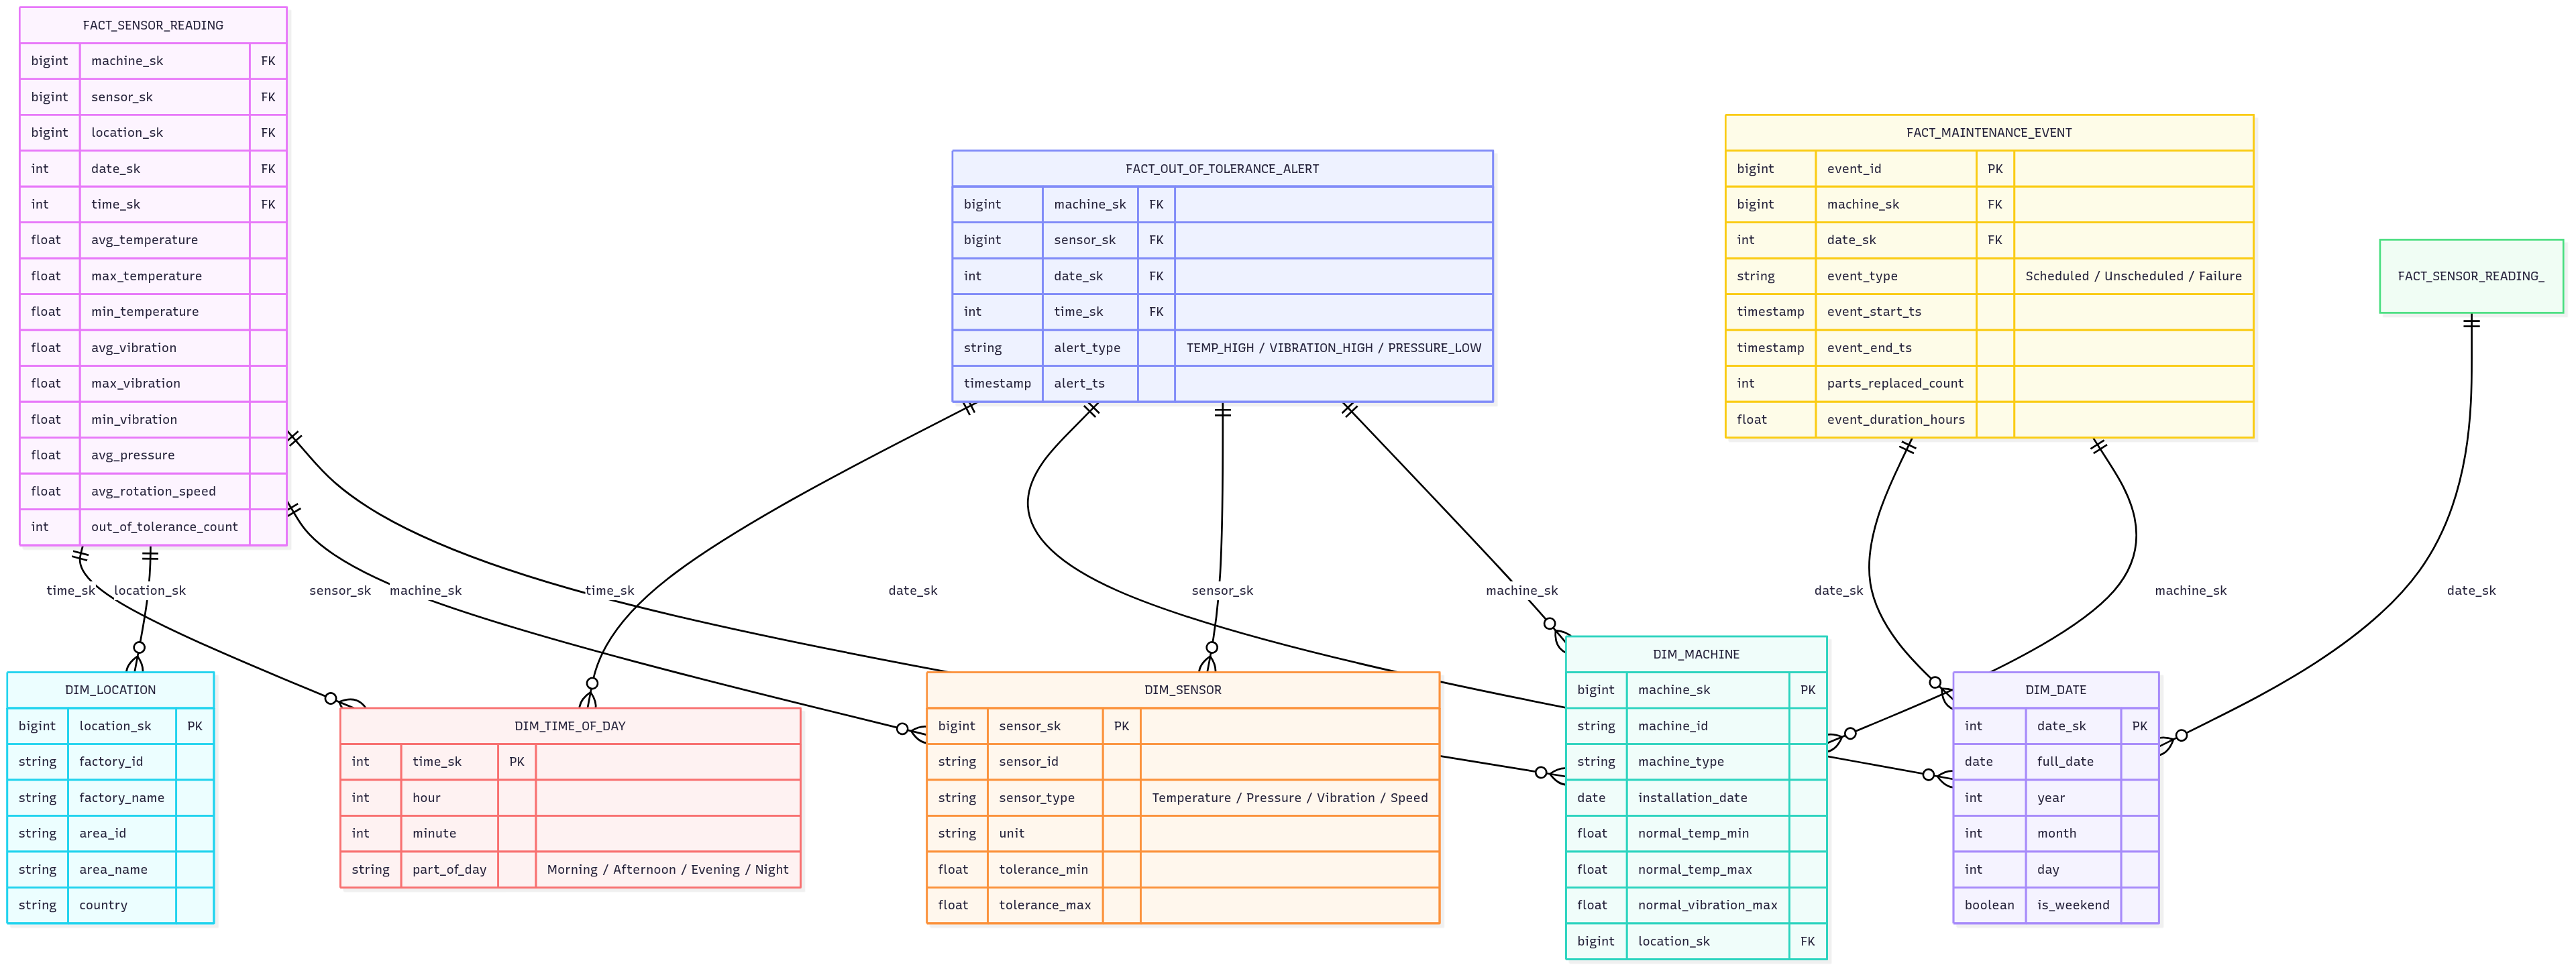 FACT_SENSOR_READING
bigint machine_sk FK
bigint sensor_sk FK
bigint location_sk FK
int date_sk FK
int time_sk FK
float avg_temperature
float max_temperature
float min_temperature
float avg_vibration
float max_vibration
float min_vibration
float avg_pressure
float avg_rotation_speed
int out_of_tolerance_count
FACT_OUT_OF_TOLERANCE_ALERT
bigint machine_sk FK
bigint sensor_sk FK
int date_sk FK
int time_sk FK
string alert_type TEMP_HIGH / VIBRATION_HIGH / PRESSURE_LOW
timestamp alert_ts
FACT_MAINTENANCE_EVENT
bigint event_id PK
bigint machine_sk FK
int date_sk FK
string event_type Scheduled / Unscheduled / Failure
timestamp event_start_ts
timestamp event_end_ts
int parts_replaced_count
float event_duration_hours
FACT_SENSOR_READING_
time_sk location_sk sensor_sk machine_sk time_sk date_sk sensor_sk machine_sk date_sk machine_sk date_sk
DIM_LOCATION
bigint location_sk PK
string factory_id
string factory_name
string area_id
string area_name
string country
DIM_TIME_OF_DAY
int time_sk PK
int hour
int minute
string part_of_day Morning / Afternoon / Evening / Night
DIM_SENSOR
bigint sensor_sk PK
string sensor_id
string sensor_type Temperature / Pressure / Vibration / Speed
string unit
float tolerance_min
float tolerance_max
DIM_MACHINE
bigint machine_sk PK
string machine_id
string machine_type
date installation_date
float normal_temp_min
float normal_temp_max
float normal_vibration_max
bigint location_sk FK
DIM_DATE
int date_sk PK
date full_date
int year
int month
int day
boolean is_weekend